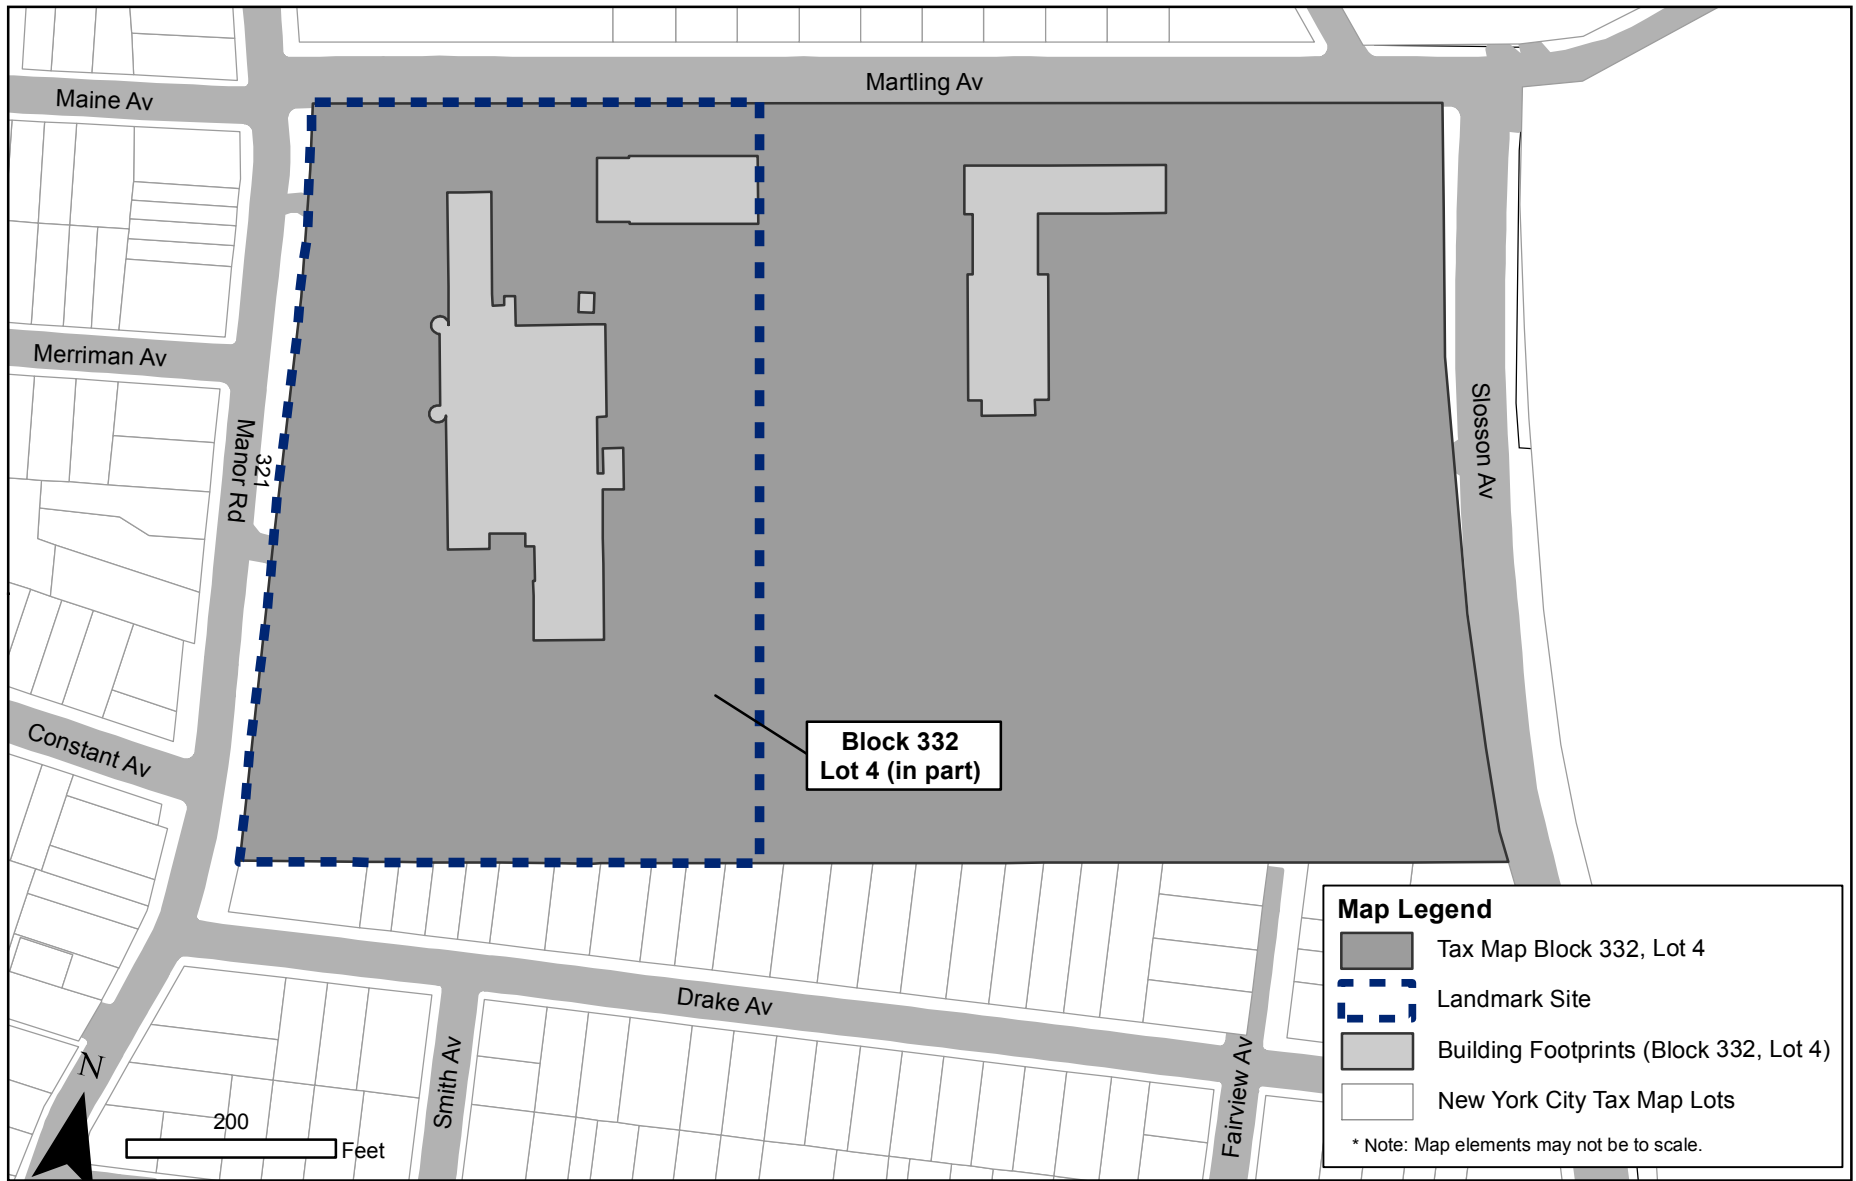 Martling Av
Maine Av
Merriman Av
Manor Rd
321
Slosson Av
Constant Av
Block 332
Lot 4 (in part)
Drake Av
Smith Av
Fairview Av
N
200
Feet
Map Legend
Tax Map Block 332, Lot 4
Landmark Site
Building Footprints (Block 332, Lot 4)
New York City Tax Map Lots
* Note: Map elements may not be to scale.